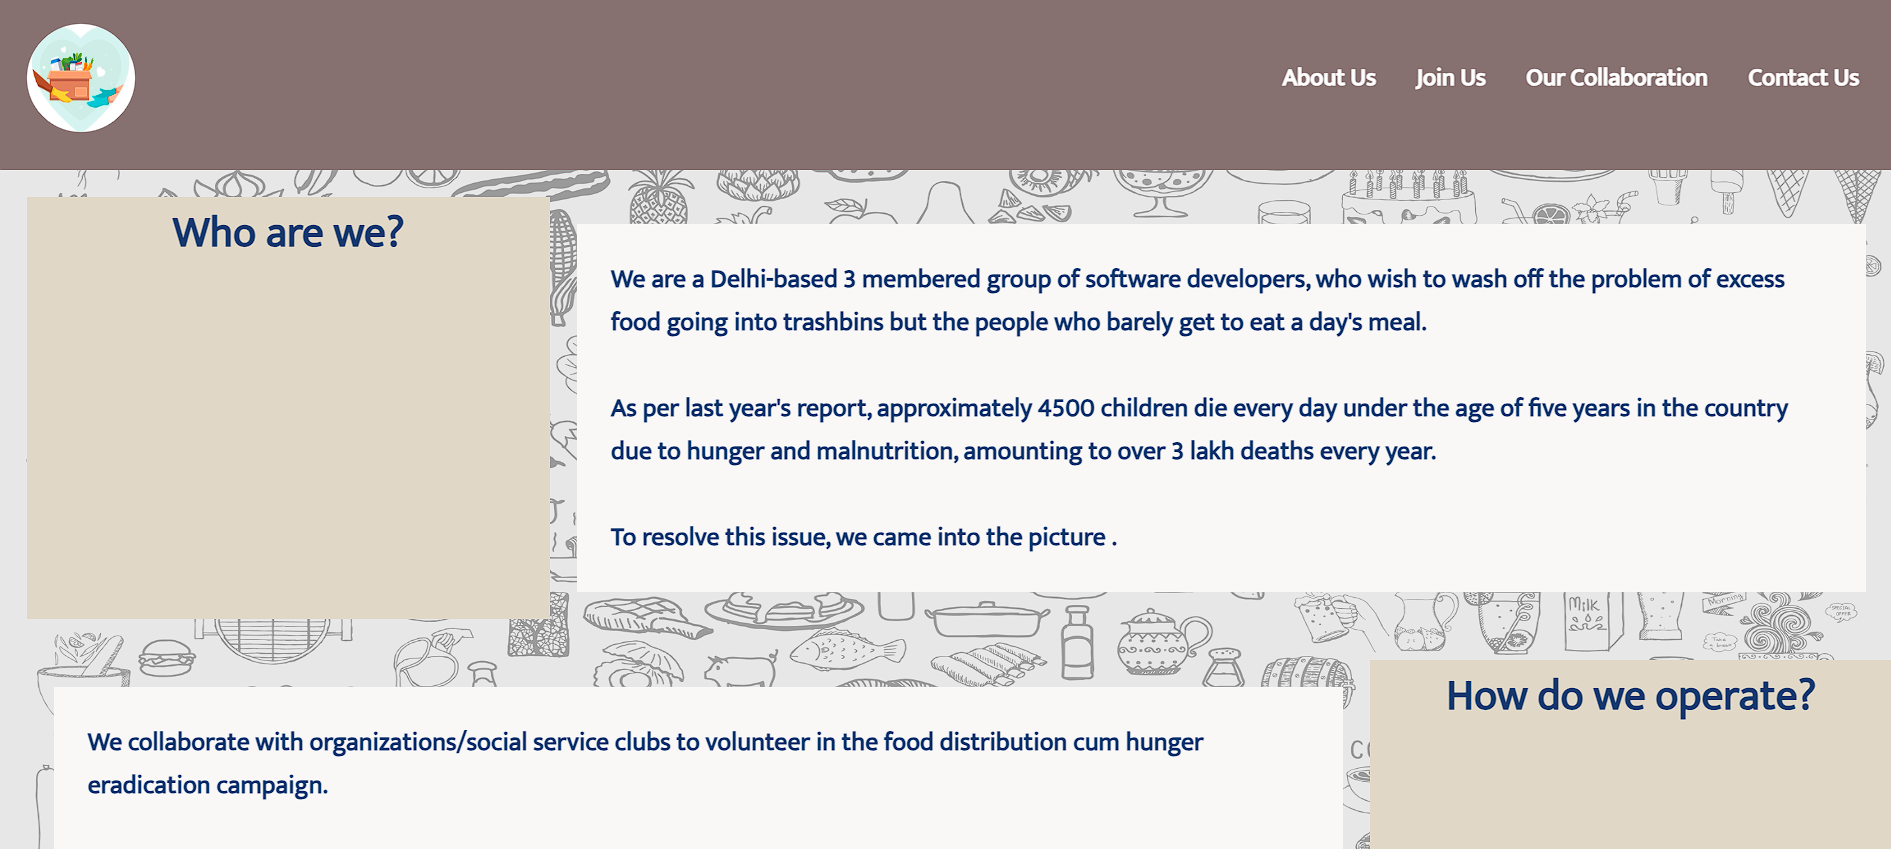 About Us Join Us Our Collaboration Contact Us
Who are we?
We are a Delhi-based 3 membered group of software developers, who wish to wash off the problem of excess
food going into trashbins but the people who barely get to eat a day's meal.
As per last year's report, approximately 4500 children die every day under the age of five years in the country
due to hunger and malnutrition, amounting to over 3 lakh deaths every year.
To resolve this issue, we came into the picture .
Milk
Morning
SPECIAL
OFFER
How do we operate?
We collaborate with organizations/social service clubs to volunteer in the food distribution cum hunger
eradication campaign.